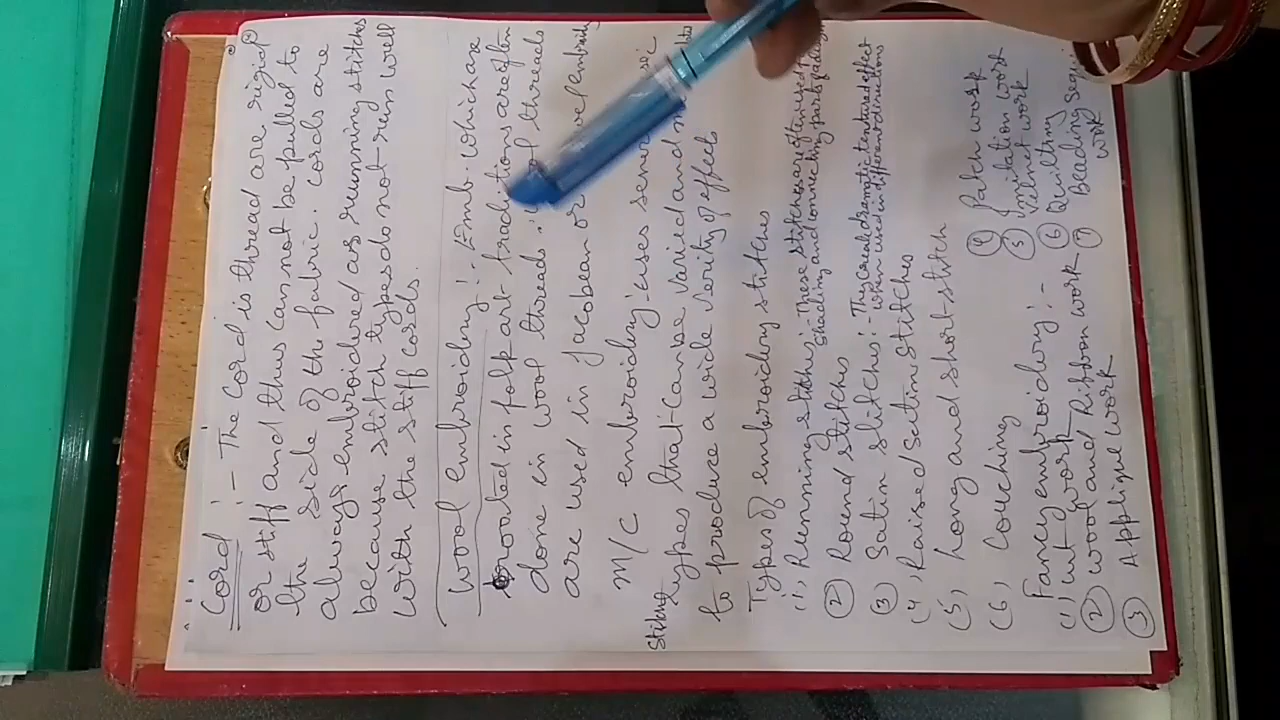 Cord :- The cord is thread are rigid
or stiff and thus can not be pulled to
the side of the fabric. cords are
always embroidered as running stitches
because stitch types do not run well
with the stiff cords.
Wool embroidery :- Emb. which are
rooted in folk art traditions are often
done in wool threads. threads
are used in Jacobean or
M/C embroidery uses
stitching types that can be varied and
to produce a wide verity of effect
Types of embroidery stitches
(1) Running stitches :- These stitches are often used
shading and connecting parts of a
(2) Round stitches
(3) Satin stitches :- They create dramatic textured effect
when used in different directions
(4) Raised satin stitches
(5) long and short-stitch
(6) Couching
Fancy embroidery :-
(1) cut work
(2) wool and Ribbon work
(3) Applique work
(4) Patch work
(5) Imitation work
velvet work
(6) Quilting
(7) Beading
work